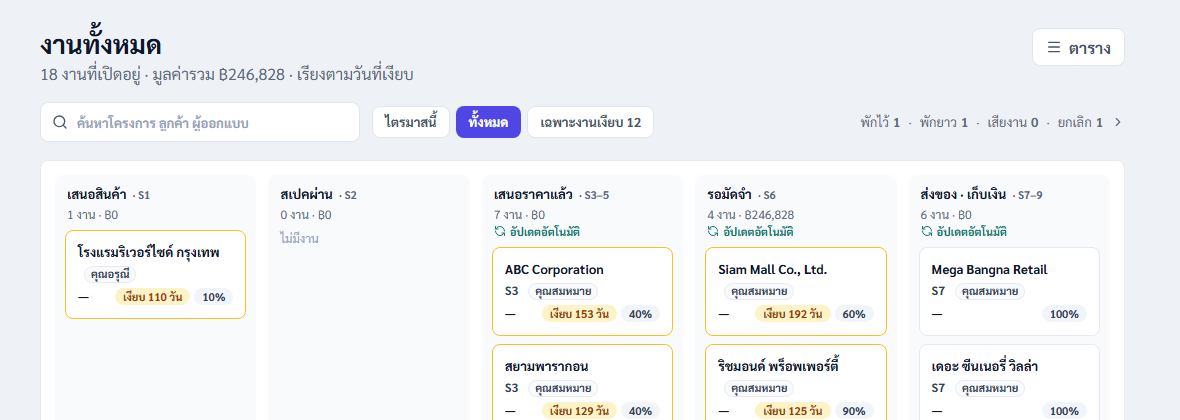 งานทั้งหมด
18 งานที่เปิดอยู่ · มูลค่ารวม ฿246,828 · เรียงตามวันที่เงียบ
ตาราง
ค้นหาโครงการ ลูกค้า ผู้ออกแบบ
ไตรมาสนี้
ทั้งหมด
เฉพาะงานเงียบ 12
พักไว้ 1 · พักยาว 1 · เสียงาน 0 · ยกเลิก 1
เสนอสินค้า · S1
1 งาน · ฿0
โรงแรมริเวอร์ไซด์ กรุงเทพ
คุณอรุณี
— เงียบ 110 วัน 10%
สเปคผ่าน · S2
0 งาน · ฿0
ไม่มีงาน
เสนอราคาแล้ว · S3–5
7 งาน · ฿0
อัปเดตอัตโนมัติ
ABC Corporation
S3 คุณสมหมาย
— เงียบ 153 วัน 40%
สยามพารากอน
S3 คุณสมหมาย
— เงียบ 129 วัน 40%
รอมัดจำ · S6
4 งาน · ฿246,828
อัปเดตอัตโนมัติ
Siam Mall Co., Ltd.
คุณสมหมาย
— เงียบ 192 วัน 60%
ริชมอนด์ พร็อพเพอร์ตี้
คุณสมหมาย
— เงียบ 125 วัน 90%
ส่งของ · เก็บเงิน · S7–9
6 งาน · ฿0
อัปเดตอัตโนมัติ
Mega Bangna Retail
S7 คุณสมหมาย
— 100%
เดอะ ซีนเนอรี่ วิลล่า
S7 คุณสมหมาย
— 100%